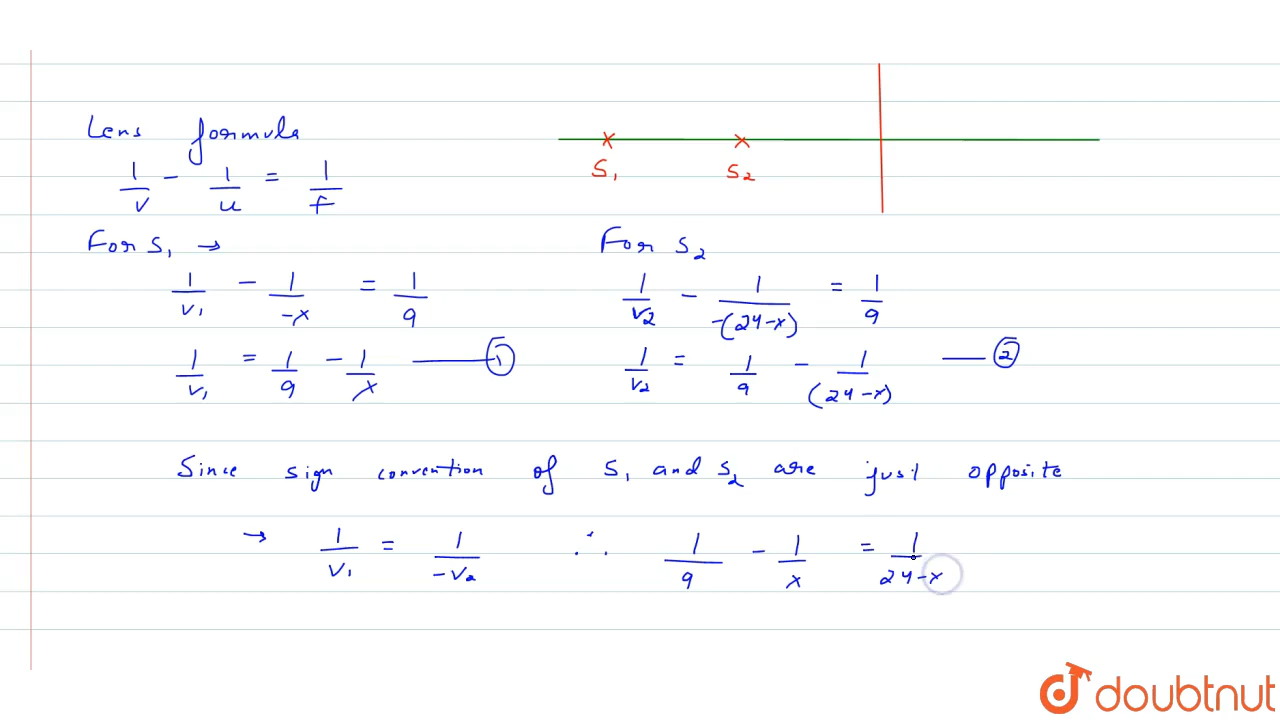 Lens formula
1/v - 1/u = 1/f
S1 S2
For S1 →
1/v1 - 1/-x = 1/9
1/v1 = 1/9 - 1/x —— ①
For S2
1/v2 - 1/-(24-x) = 1/9
1/v2 = 1/9 - 1/(24-x) —— ②
Since sign convention of S1 and S2 are just opposite
→ 1/v1 = 1/-v2 ∴ 1/9 - 1/x = 1/24-x
doubtnut